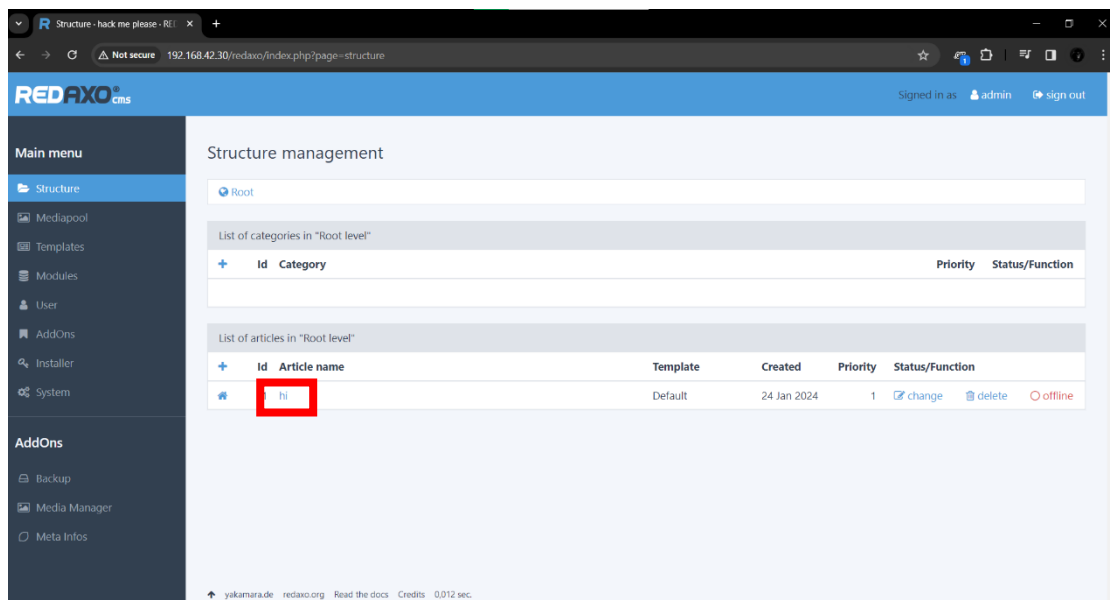 Structure · hack me please · RE
Not secure 192.168.42.30/redaxo/index.php?page=structure
REDAXO® cms
Signed in as admin sign out
Main menu
Structure
Mediapool
Templates
Modules
User
AddOns
Installer
System
AddOns
Backup
Media Manager
Meta Infos
Structure management
Root
List of categories in "Root level"
+ Id Category Priority Status/Function
List of articles in "Root level"
+ Id Article name Template Created Priority Status/Function
hi Default 24 Jan 2024 1 change delete offline
yakamara.de redaxo.org Read the docs Credits 0,012 sec.